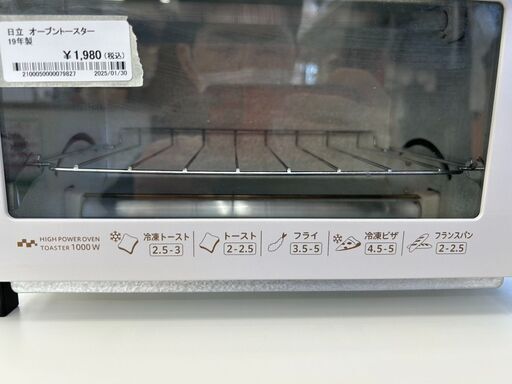 日立 オーブントースター
19年製
¥1,980(税込)
2100050000079827 2025/01/30
HIGH POWER OVEN
TOASTER 1000W
冷凍トースト
2.5-3
トースト
2-2.5
フライ
3.5-5
冷凍ピザ
4.5-5
フランスパン
2-2.5